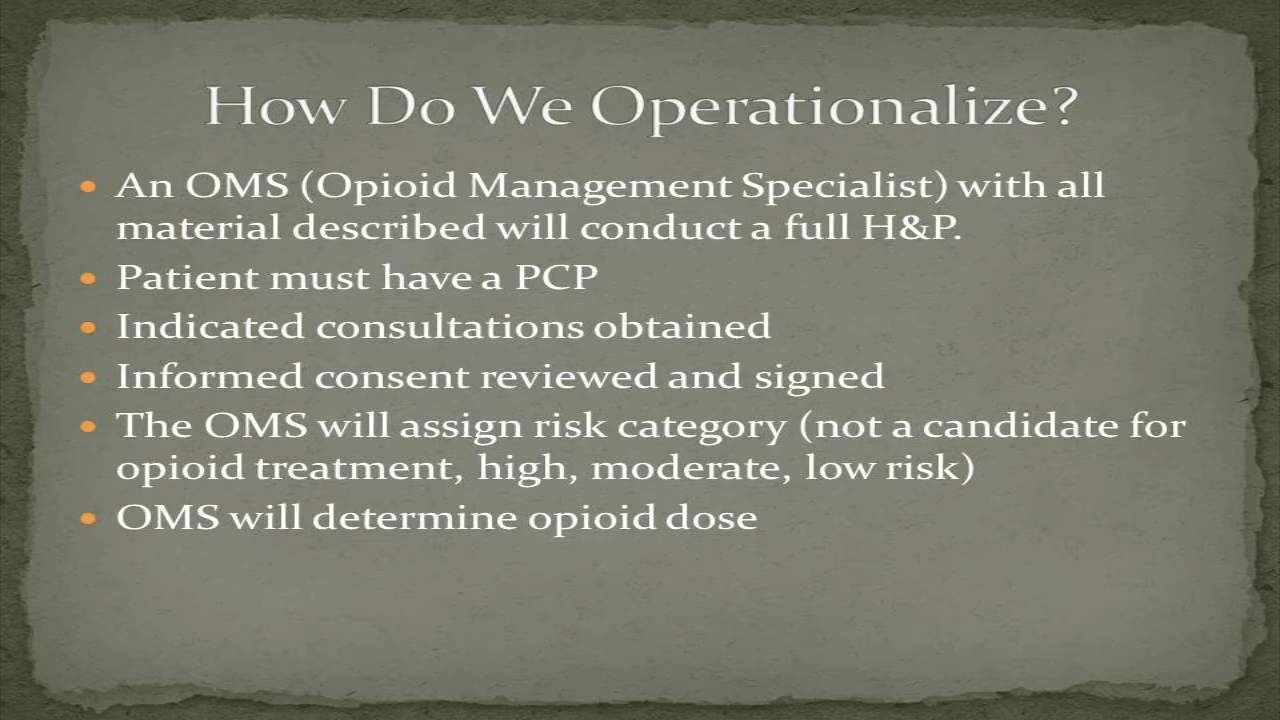 How Do We Operationalize?
• An OMS (Opioid Management Specialist) with all
material described will conduct a full H&P.
• Patient must have a PCP
• Indicated consultations obtained
• Informed consent reviewed and signed
• The OMS will assign risk category (not a candidate for
opioid treatment, high, moderate, low risk)
• OMS will determine opioid dose